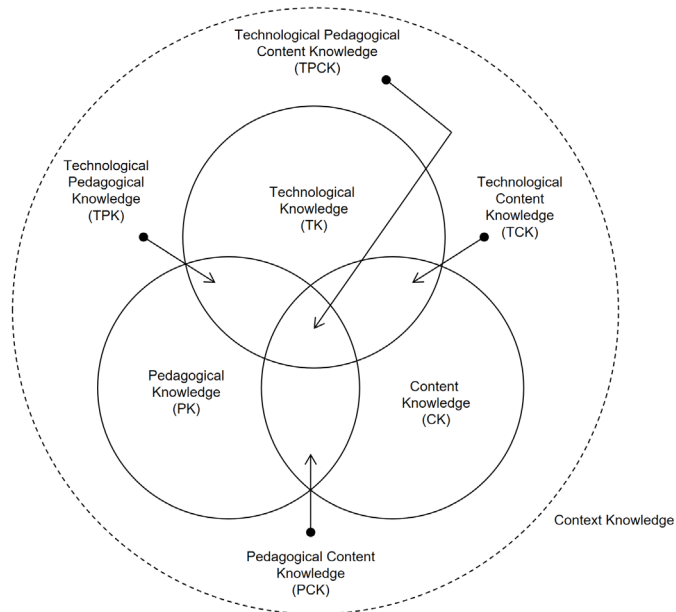 Technological Pedagogical
Content Knowledge
(TPCK)
Technological
Pedagogical
Knowledge
(TPK)
Technological
Knowledge
(TK)
Technological
Content
Knowledge
(TCK)
Pedagogical
Knowledge
(PK)
Content
Knowledge
(CK)
Context Knowledge
Pedagogical Content
Knowledge
(PCK)